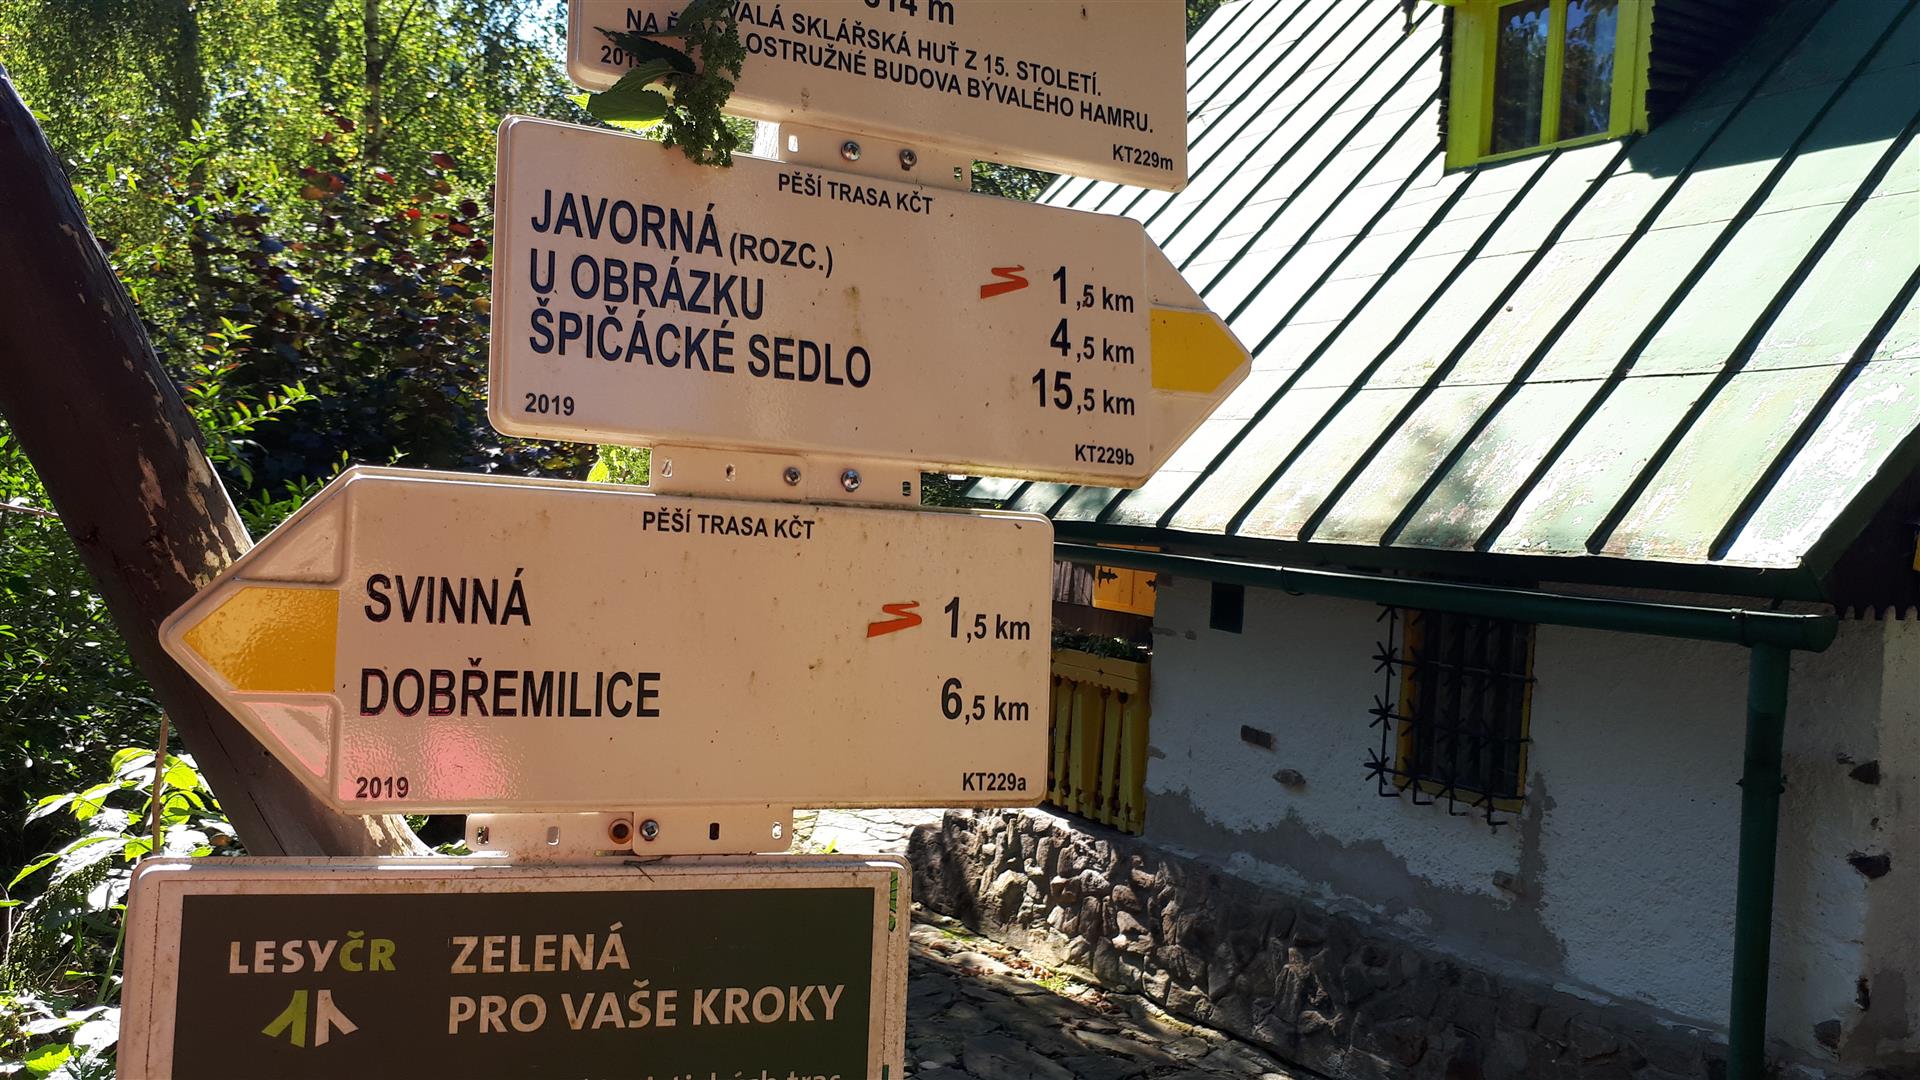 514 m
VALÁ SKLÁŘSKÁ HUŤ Z 15. STOLETÍ.
NA OSTRUŽNÉ BUDOVA BÝVALÉHO HAMRU.
KT229m
PĚŠÍ TRASA KČT
JAVORNÁ (ROZC.) 1,5 km
U OBRÁZKU 4,5 km
ŠPIČÁCKÉ SEDLO 15,5 km
2019 KT229b
PĚŠÍ TRASA KČT
SVINNÁ 1,5 km
DOBŘEMILICE 6,5 km
2019 KT229a
LESYČR ZELENÁ
PRO VAŠE KROKY